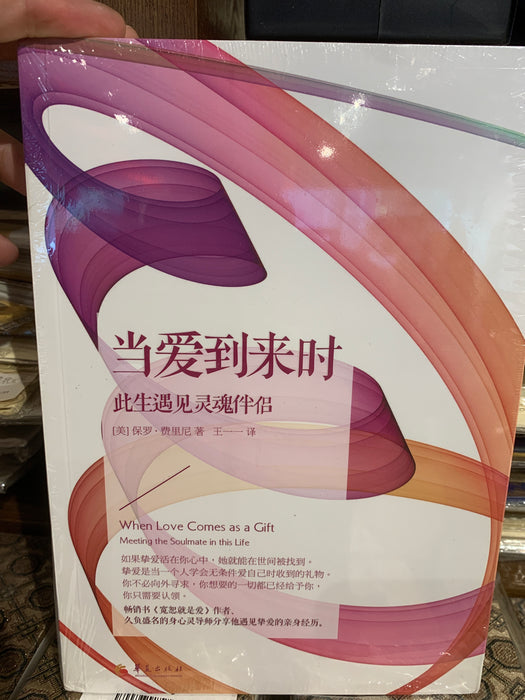 当爱到来时
此生遇见灵魂伴侣
[美]保罗·费里尼 著 王一一 译
When Love Comes as a Gift
Meeting the Soulmate in this Life
如果挚爱活在你心中，她就能在世间被找到。
挚爱是当一个人学会无条件爱自己时收到的礼物。
你不必向外寻求，你想要的一切都已经给予你，
你只需要认领。
畅销书《宽恕就是爱》作者、
久负盛名的身心灵导师分享他遇见挚爱的亲身经历。
华夏出版社